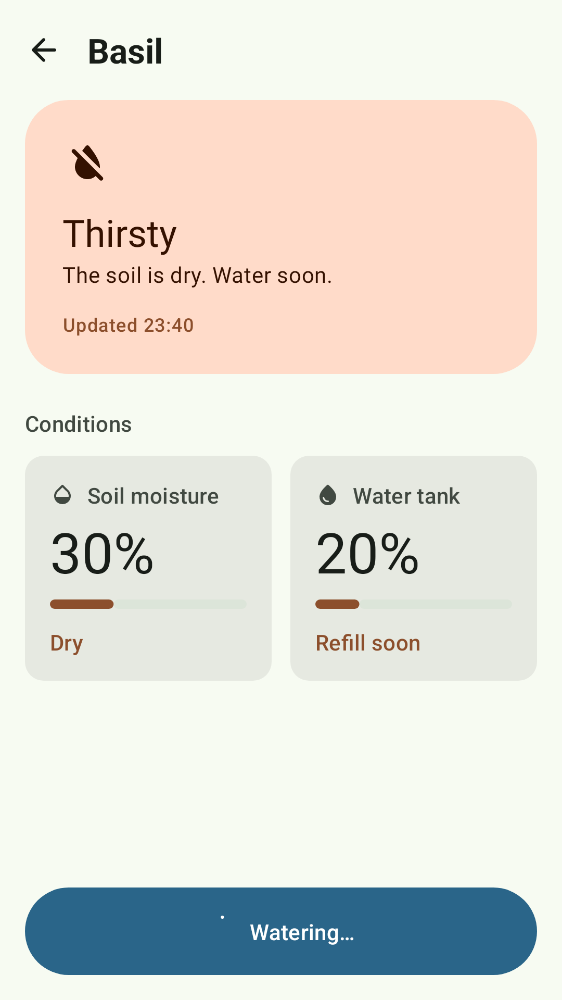 Basil
Thirsty
The soil is dry. Water soon.
Updated 23:40
Conditions
Soil moisture
30%
Dry
Water tank
20%
Refill soon
Watering…